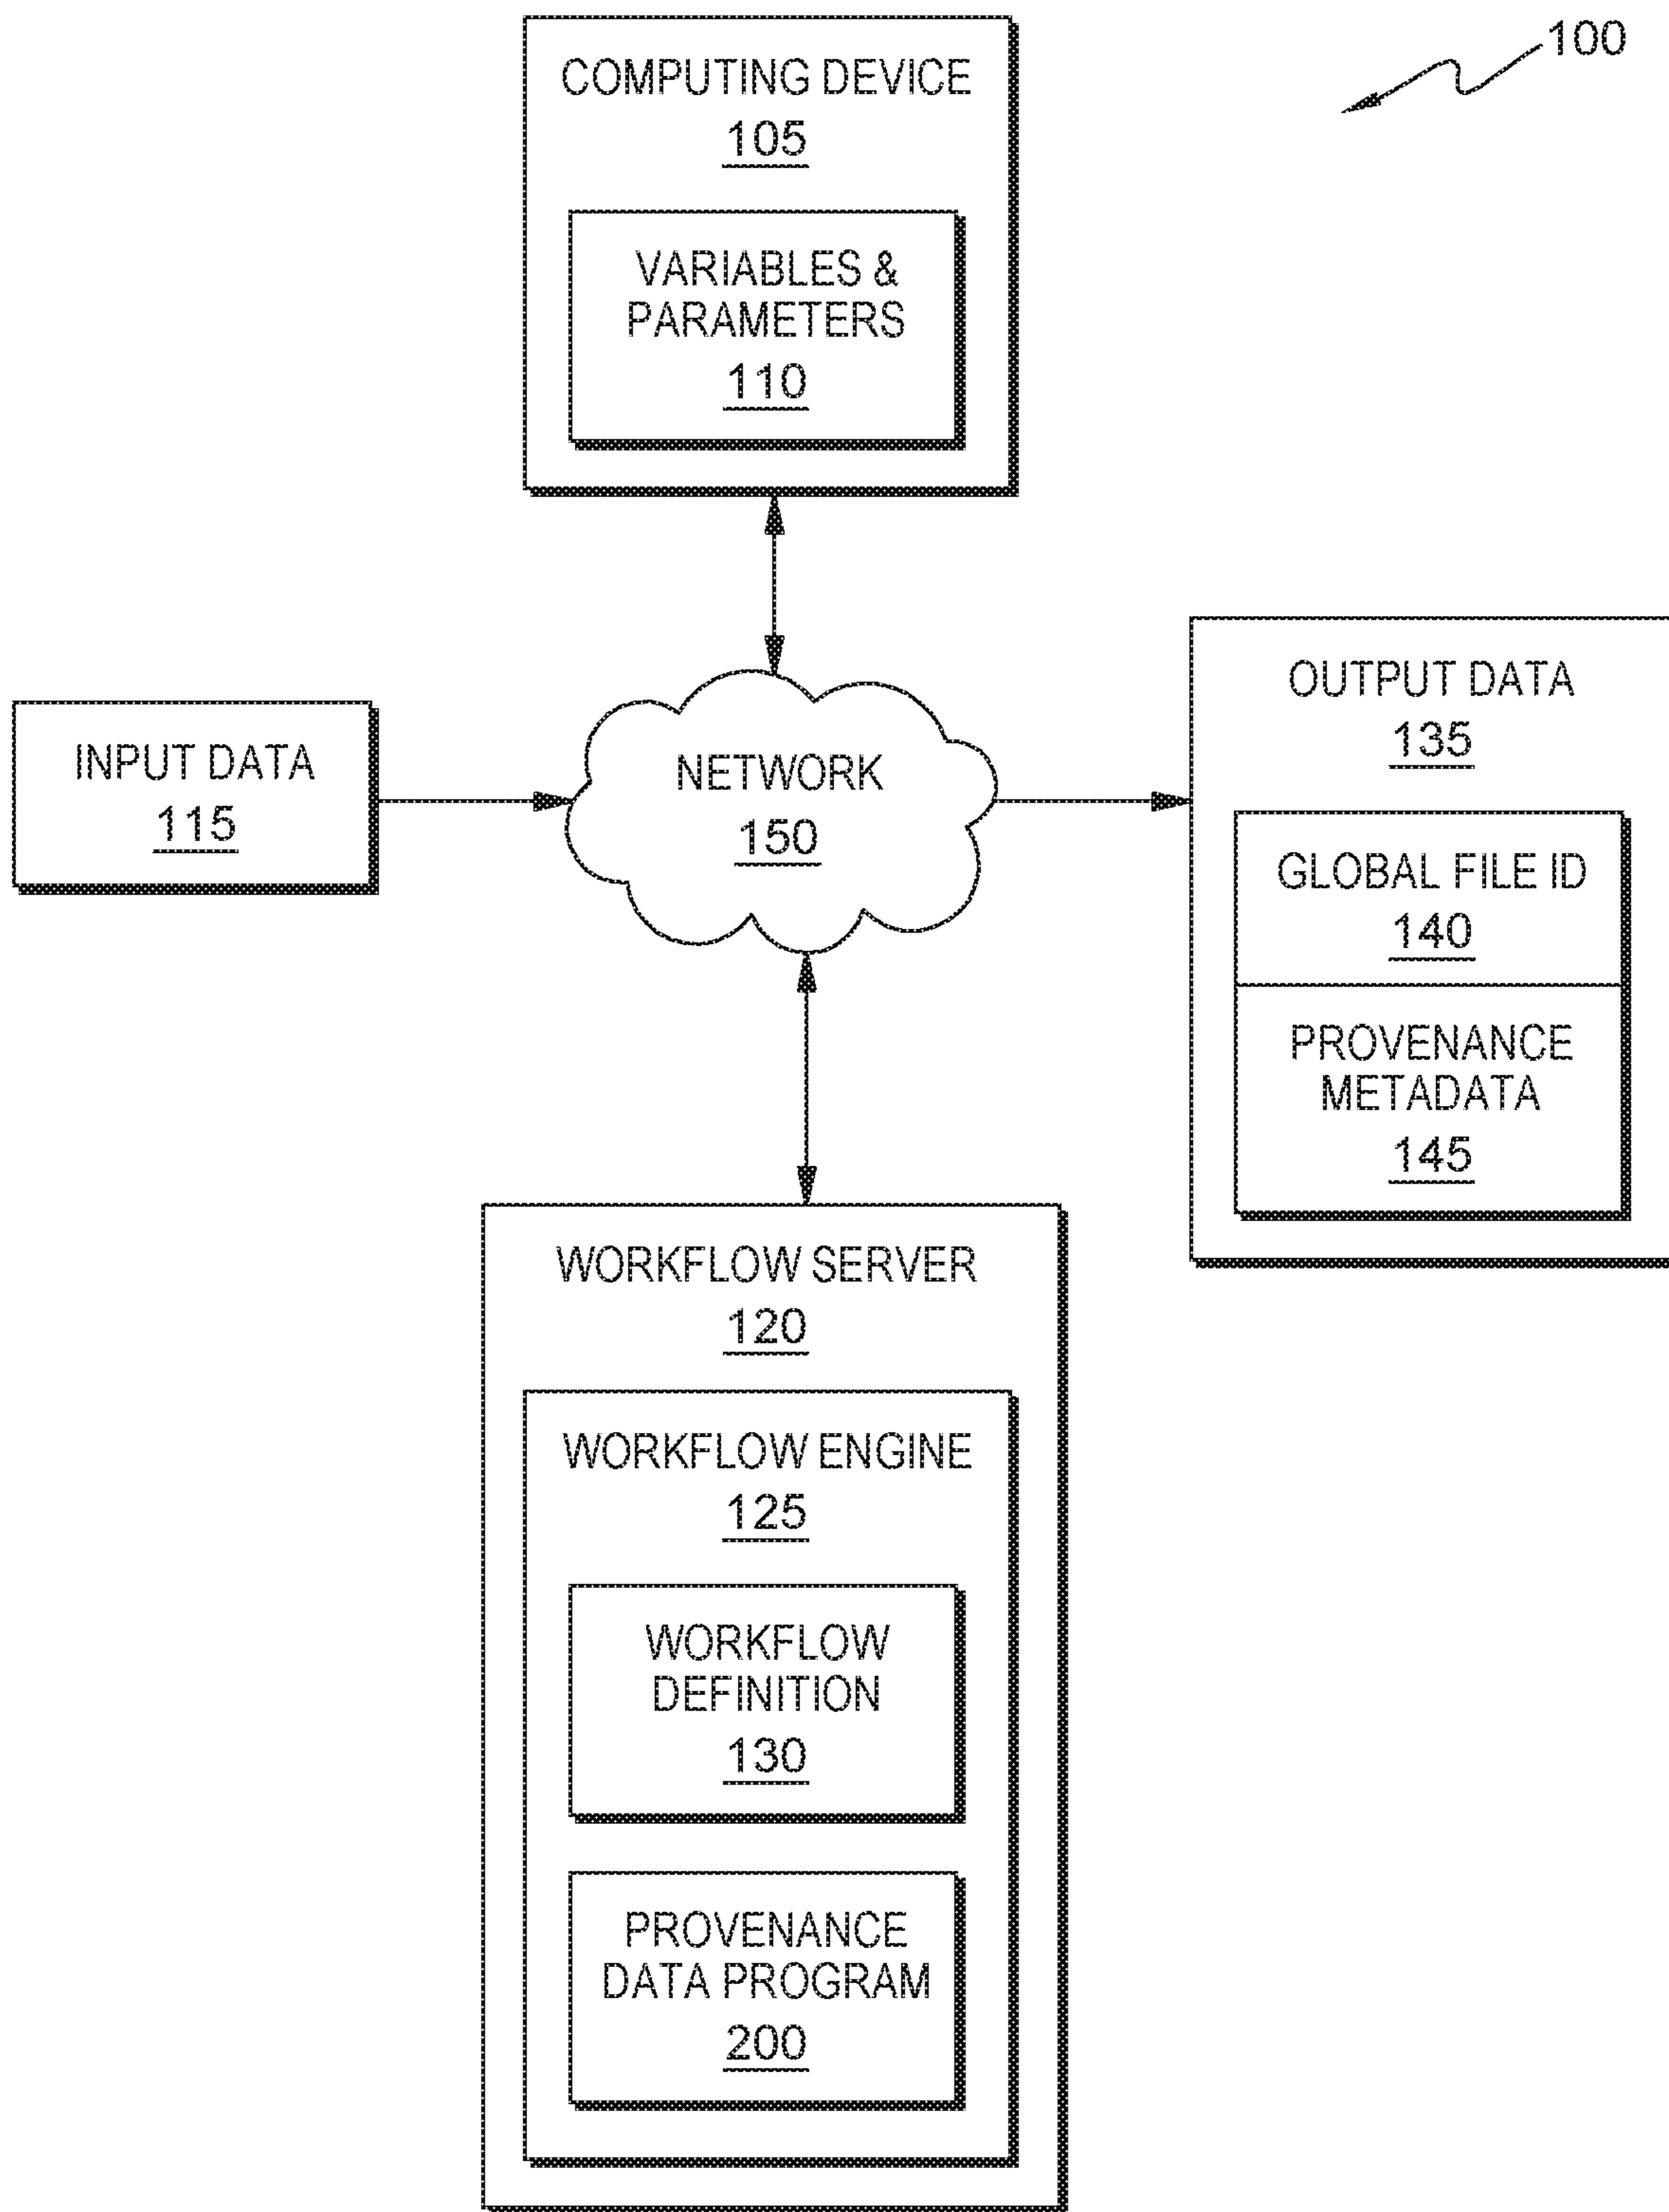 100
COMPUTING DEVICE
105
VARIABLES &
PARAMETERS
110
INPUT DATA
115
NETWORK
150
OUTPUT DATA
135
GLOBAL FILE ID
140
PROVENANCE
METADATA
145
WORKFLOW SERVER
120
WORKFLOW ENGINE
125
WORKFLOW
DEFINITION
130
PROVENANCE
DATA PROGRAM
200